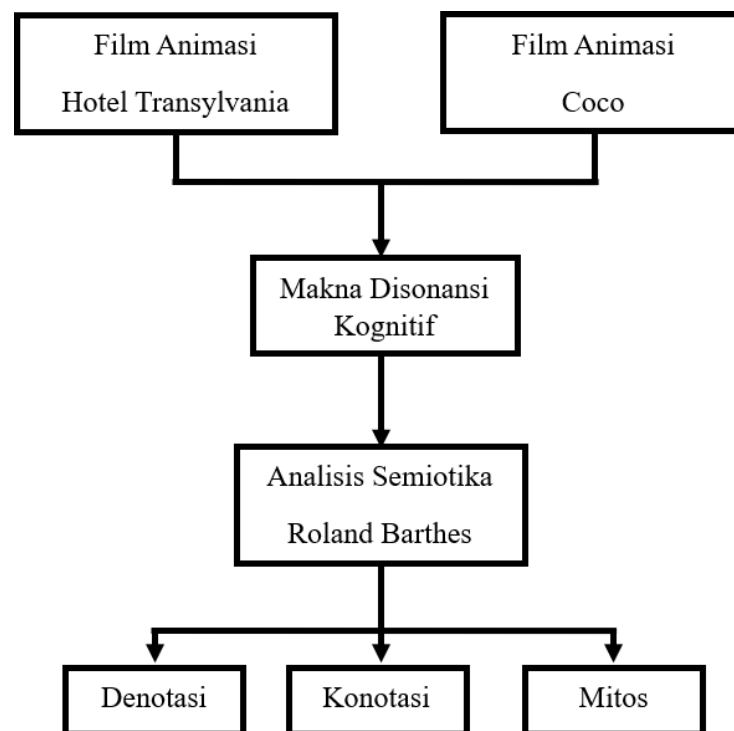 Film Animasi
Hotel Transylvania
Film Animasi
Coco
Makna Disonansi
Kognitif
Analisis Semiotika
Roland Barthes
Denotasi
Konotasi
Mitos